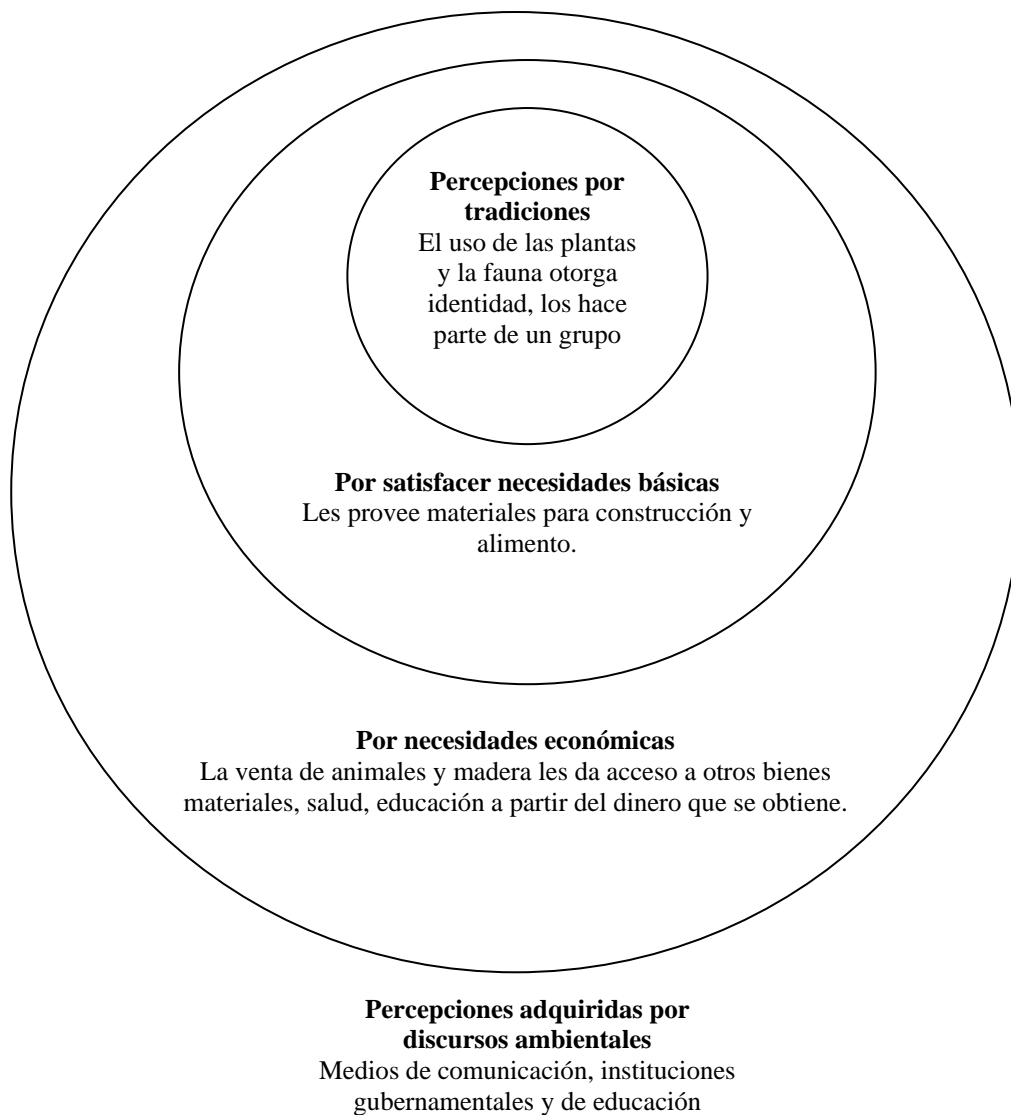 Percepciones por
tradiciones
El uso de las plantas
y la fauna otorga
identidad, los hace
parte de un grupo
Por satisfacer necesidades básicas
Les provee materiales para construcción y
alimento.
Por necesidades económicas
La venta de animales y madera les da acceso a otros bienes
materiales, salud, educación a partir del dinero que se obtiene.
Percepciones adquiridas por
discursos ambientales
Medios de comunicación, instituciones
gubernamentales y de educación